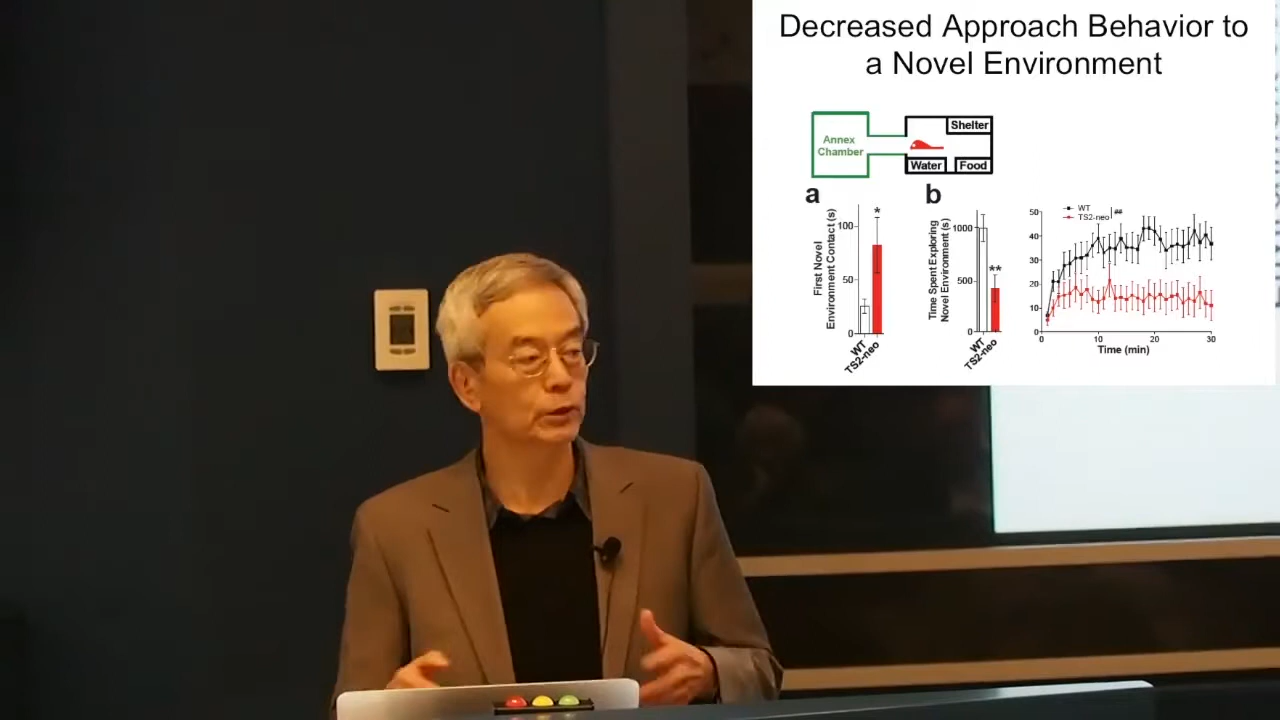 Decreased Approach Behavior to
a Novel Environment
Annex
Chamber
Shelter
Water
Food
a
First Novel
Environment Contact (s)
100
50
0
*
WT
TS2-neo
b
Time Spent Exploring
Novel Environment (s)
1000
500
0
**
WT
TS2-neo
50
40
30
20
10
0
WT
TS2-neo
##
0
10
20
30
Time (min)